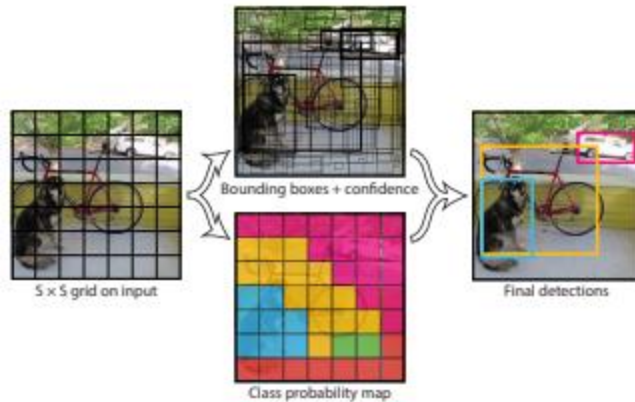 S × S grid on input
Bounding boxes + confidence
Class probability map
Final detections